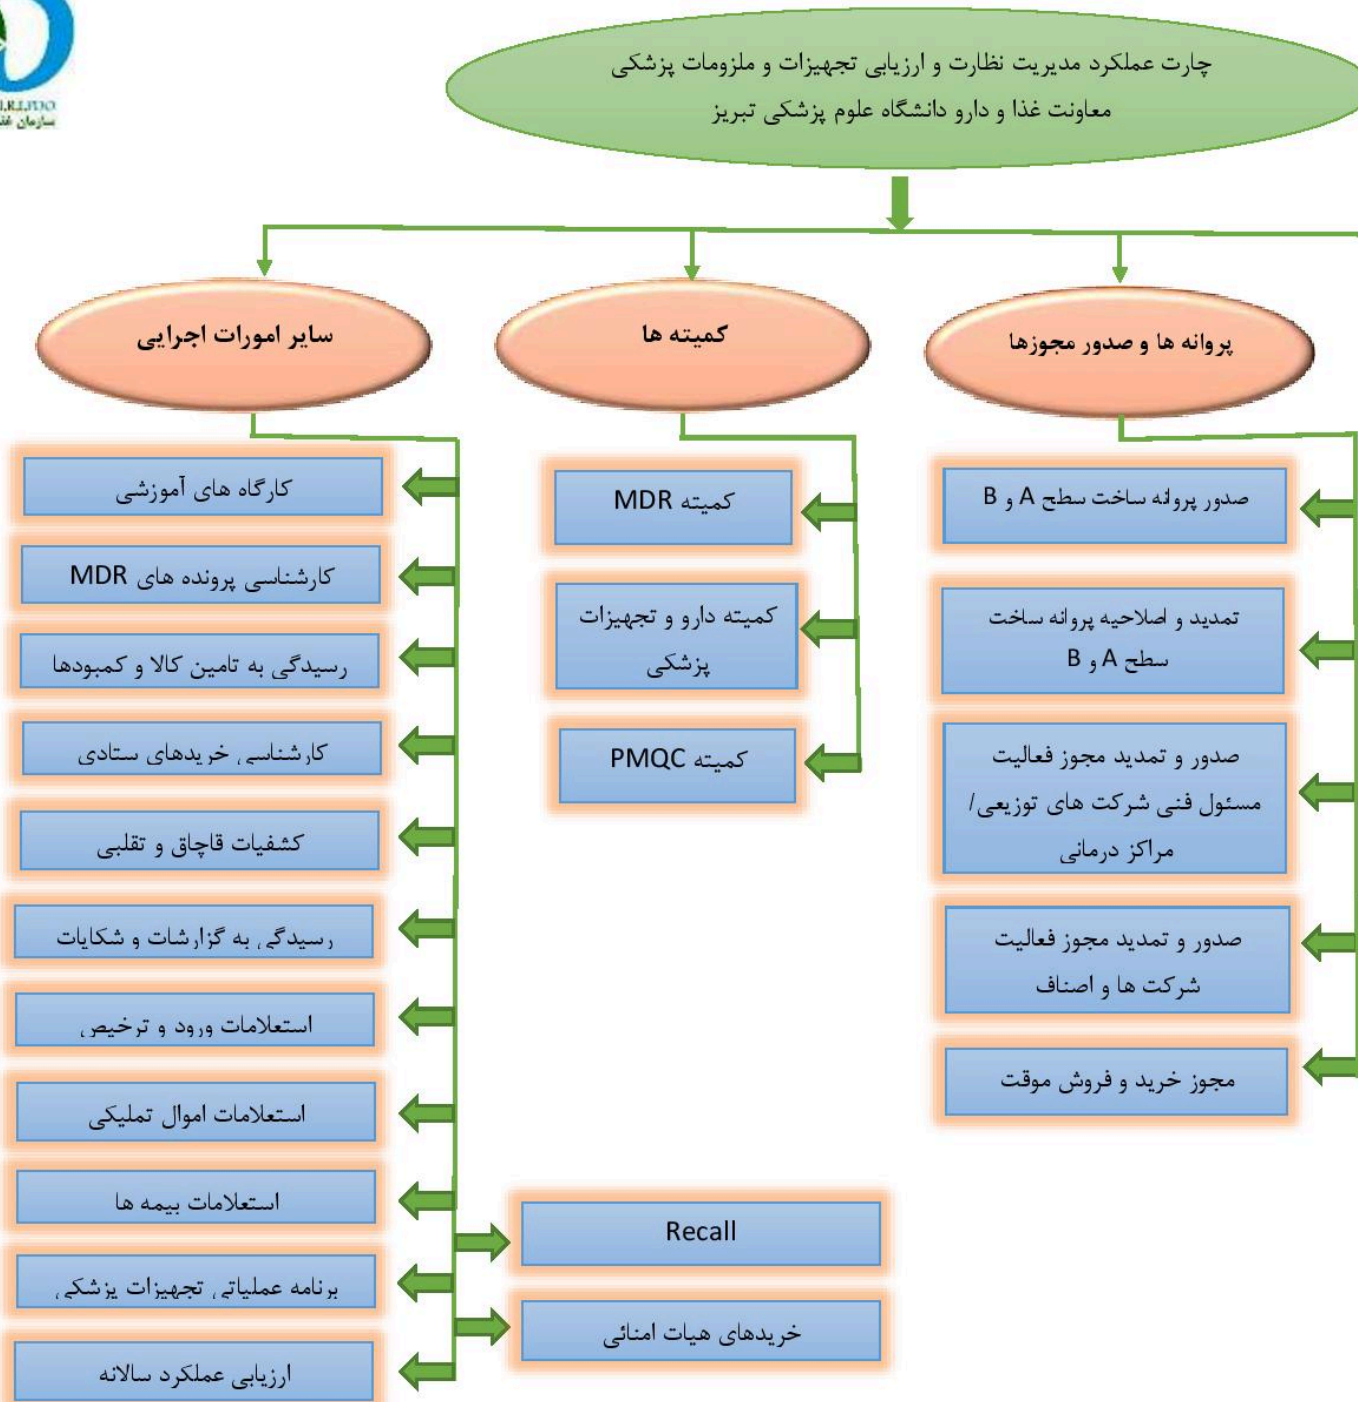 I.R.I.FDO
سازمان غذ
چارت عملکرد مدیریت نظارت و ارزیابی تجهیزات و ملزومات پزشکی
معاونت غذا و دارو دانشگاه علوم پزشکی تبریز
پروانه ها و صدور مجوزها
صدور پروانه ساخت سطح A و B
تمدید و اصلاحیه پروانه ساخت
سطح A و B
صدور و تمدید مجوز فعالیت
مسئول فنی شرکت های توزیعی/
مراکز درمانی
صدور و تمدید مجوز فعالیت
شرکت ها و اصناف
مجوز خرید و فروش موقت
کمیته ها
کمیته MDR
کمیته دارو و تجهیزات
پزشکی
کمیته PMQC
سایر امورات اجرایی
کارگاه های آموزشی
کارشناسی پرونده های MDR
رسیدگی به تامین کالا و کمبودها
کارشناسی خریدهای ستادی
کشفیات قاچاق و تقلبی
رسیدگی به گزارشات و شکایات
استعلامات ورود و ترخیص
استعلامات اموال تملیکی
استعلامات بیمه ها
برنامه عملیاتی تجهیزات پزشکی
ارزیابی عملکرد سالانه
Recall
خریدهای هیات امنائی